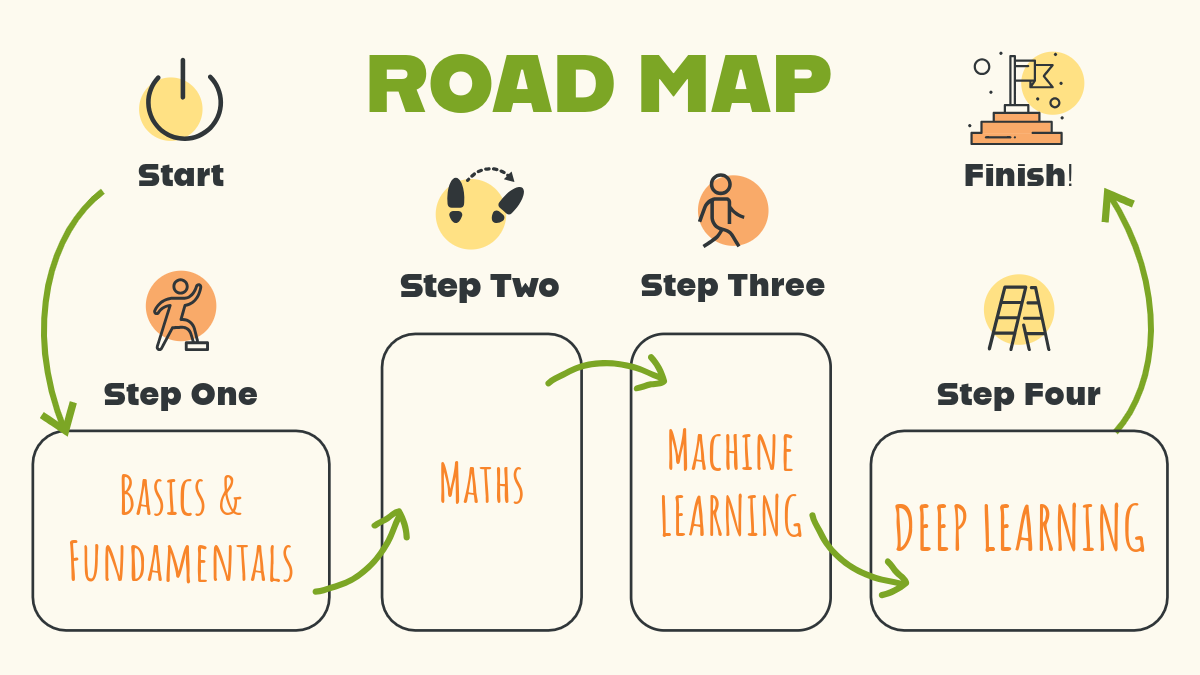 ROAD MAP
Start
Finish!
Step Two
Step Three
Step One
Step Four
Basics &
Fundamentals
Maths
Machine
LEARNING
DEEP LEARNING